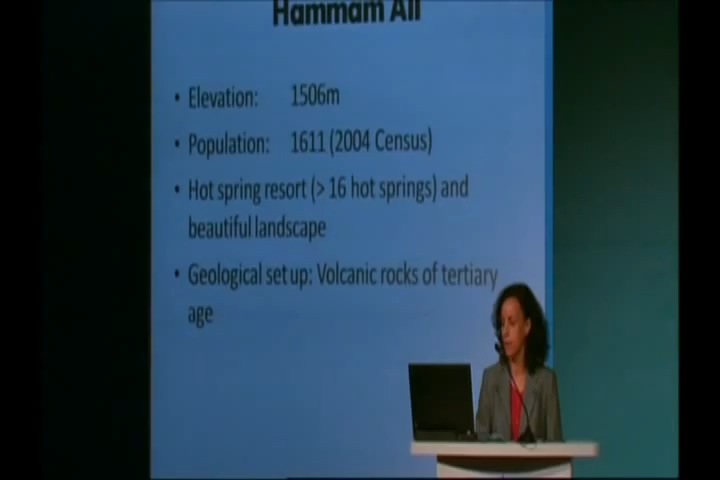 Hammam Ali
• Elevation: 1506m
• Population: 1611 (2004 Census)
• Hot spring resort (> 16 hot springs) and
beautiful landscape
• Geological set up: Volcanic rocks of tertiary
age